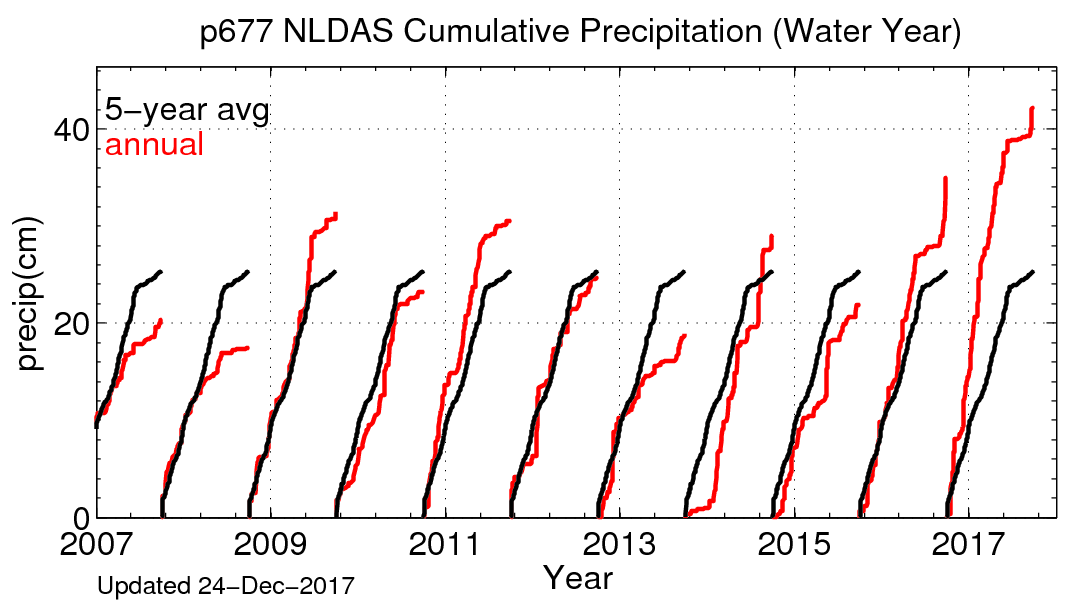 p677 NLDAS Cumulative Precipitation (Water Year)
5−year avg
annual
precip(cm)
40
20
0
2007 2009 2011 2013 2015 2017
Year
Updated 24−Dec−2017